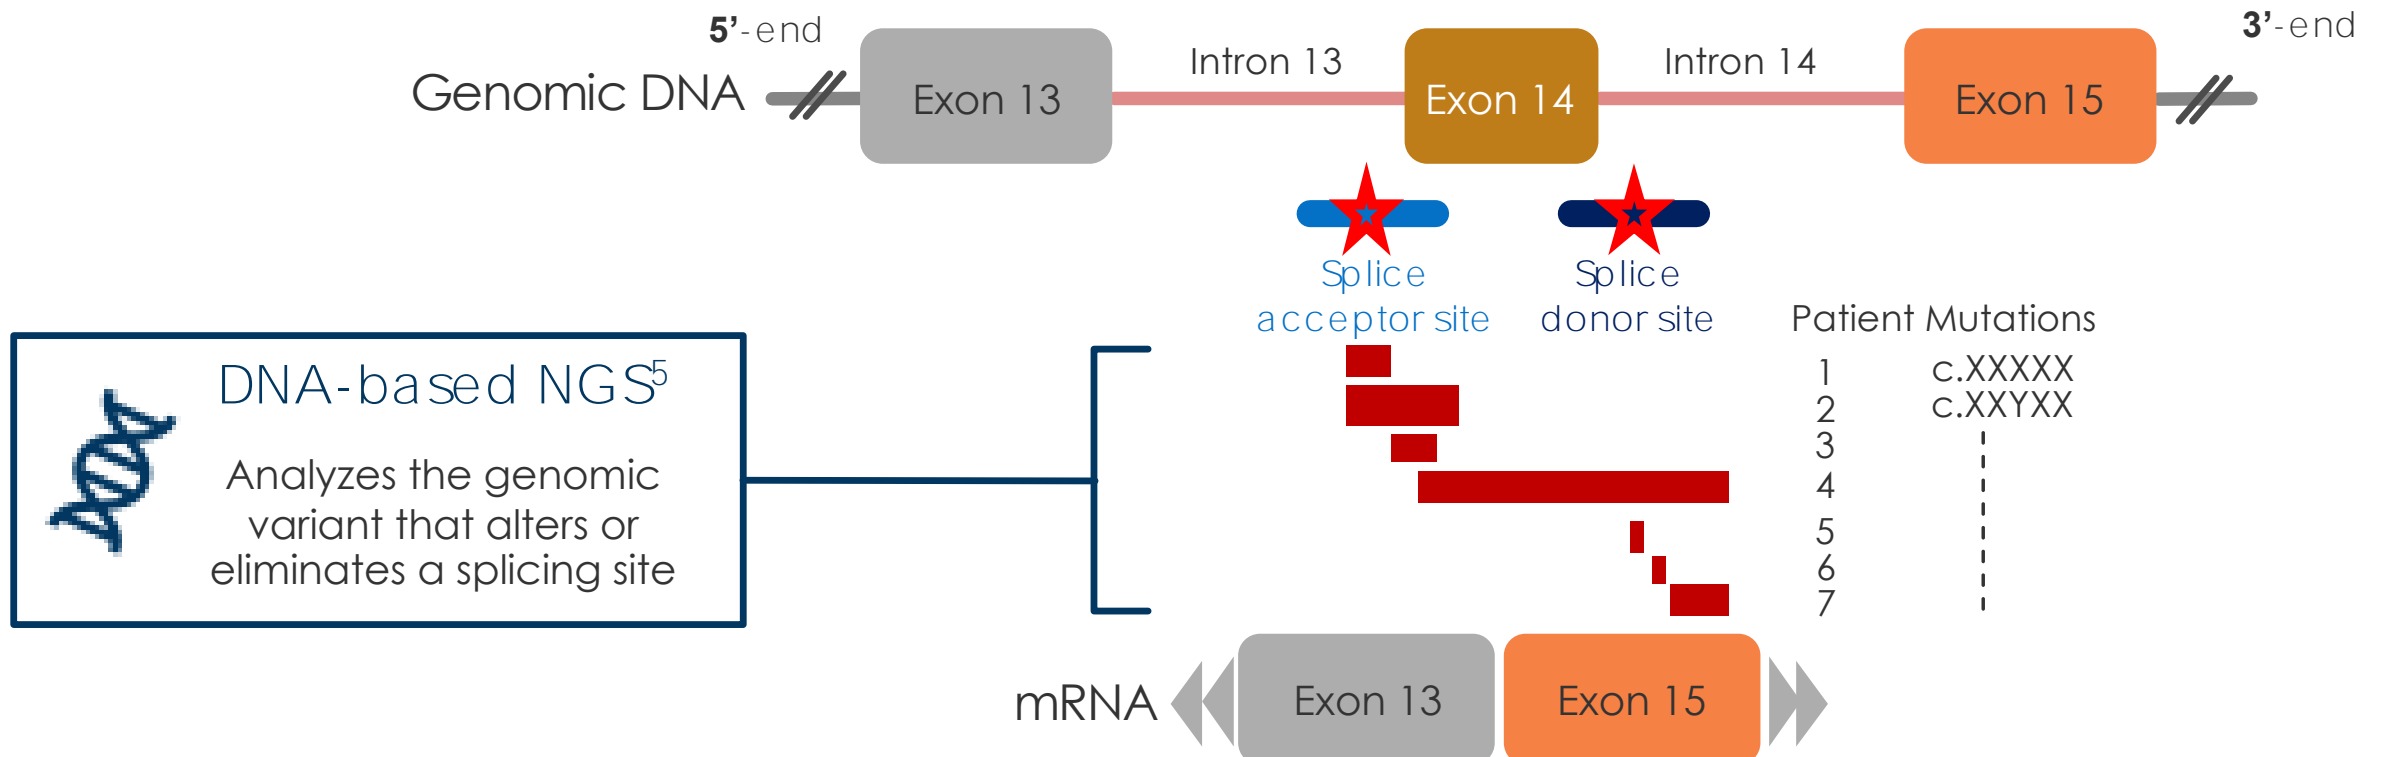 5'-end
3'-end
Genomic DNA
Exon 13
Intron 13
Exon 14
Intron 14
Exon 15
Splice
acceptor site
Splice
donor site
Patient Mutations
DNA-based NGS⁵
Analyzes the genomic
variant that alters or
eliminates a splicing site
1 c.XXXXX
2 c.XXYXX
3
4
5
6
7
mRNA
Exon 13
Exon 15